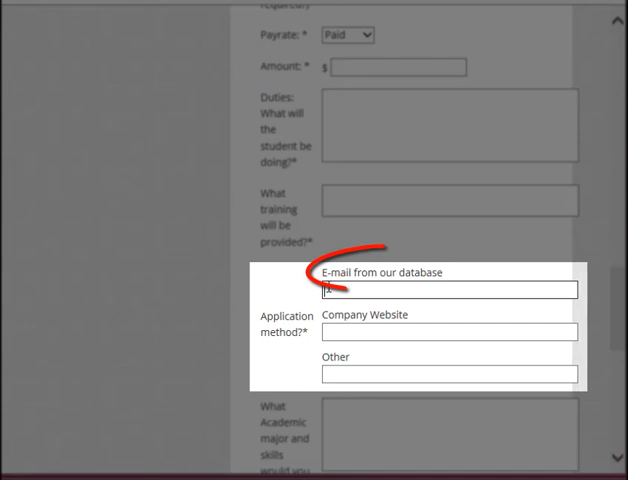 required)
Payrate: *
Paid
Amount: *
$
Duties:
What will
the
student be
doing?*
What
training
will be
provided?*
E-mail from our database
Application
method?*
Company Website
Other
What
Academic
major and
skills
would you